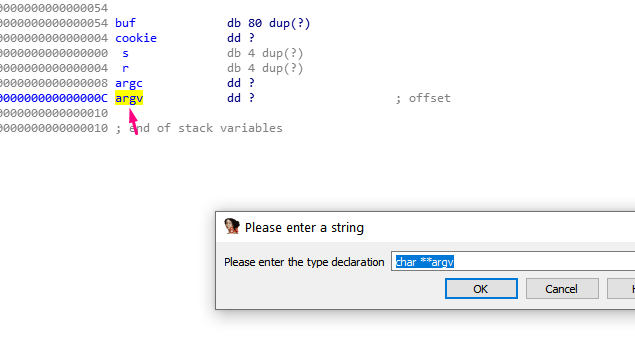 0000000000000054
0000000000000054 buf db 80 dup(?)
0000000000000004 cookie dd ?
0000000000000000 s db 4 dup(?)
0000000000000004 r db 4 dup(?)
0000000000000008 argc dd ?
000000000000000C argv dd ? ; offset
0000000000000010
0000000000000010 ; end of stack variables
Please enter a string
Please enter the type declaration char **argv
OK Cancel H